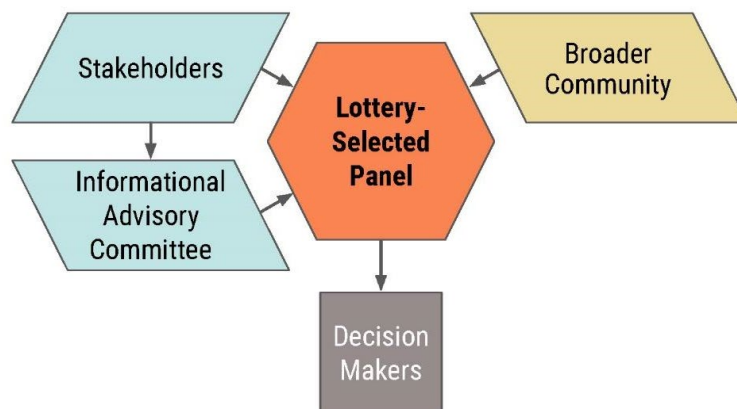 Stakeholders
Lottery-
Selected
Panel
Broader
Community
Informational
Advisory
Committee
Decision
Makers